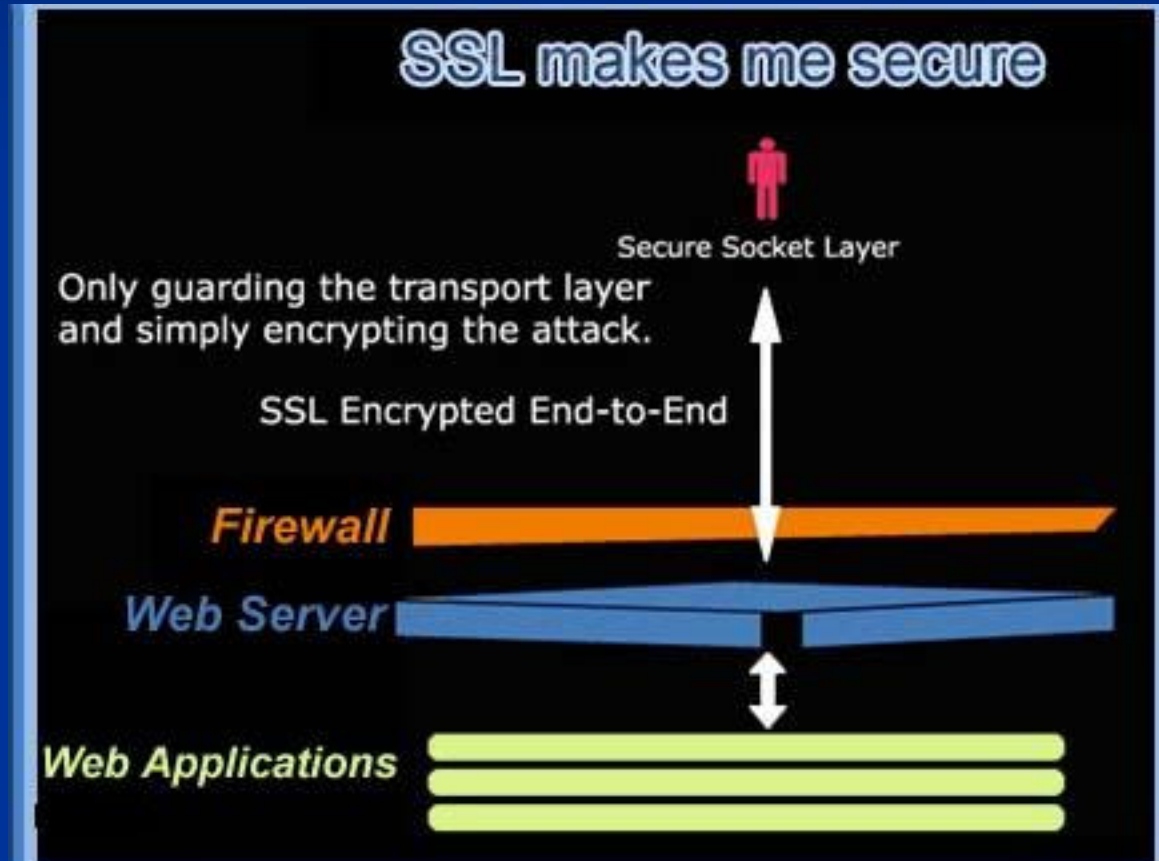 SSL makes me secure
Secure Socket Layer
Only guarding the transport layer
and simply encrypting the attack.
SSL Encrypted End-to-End
Firewall
Web Server
Web Applications